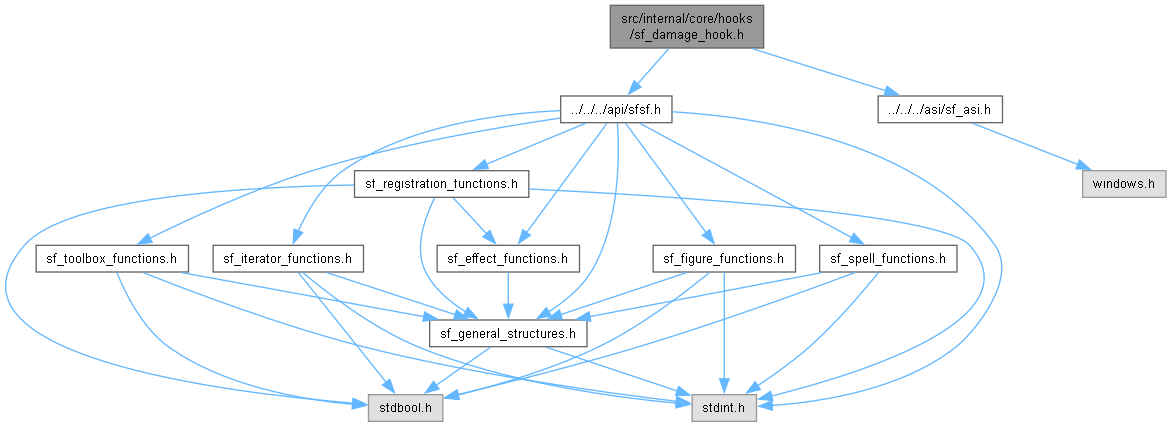 src/internal/core/hooks
/sf_damage_hook.h
../../../api/sfsf.h
../../../asi/sf_asi.h
sf_registration_functions.h
windows.h
sf_toolbox_functions.h
sf_iterator_functions.h
sf_effect_functions.h
sf_figure_functions.h
sf_spell_functions.h
sf_general_structures.h
stdbool.h
stdint.h